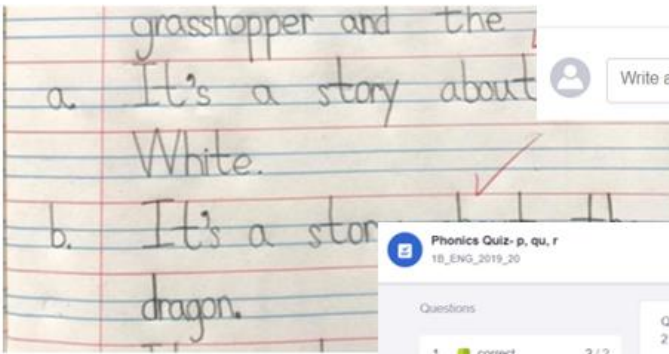 grasshopper and the
a. It's a story about
Write a
White.
b. It's a
dragon.
Phonics Quiz- p, qu, r
1B_ENG_2019_20
Questions
1 correct 2 / 2